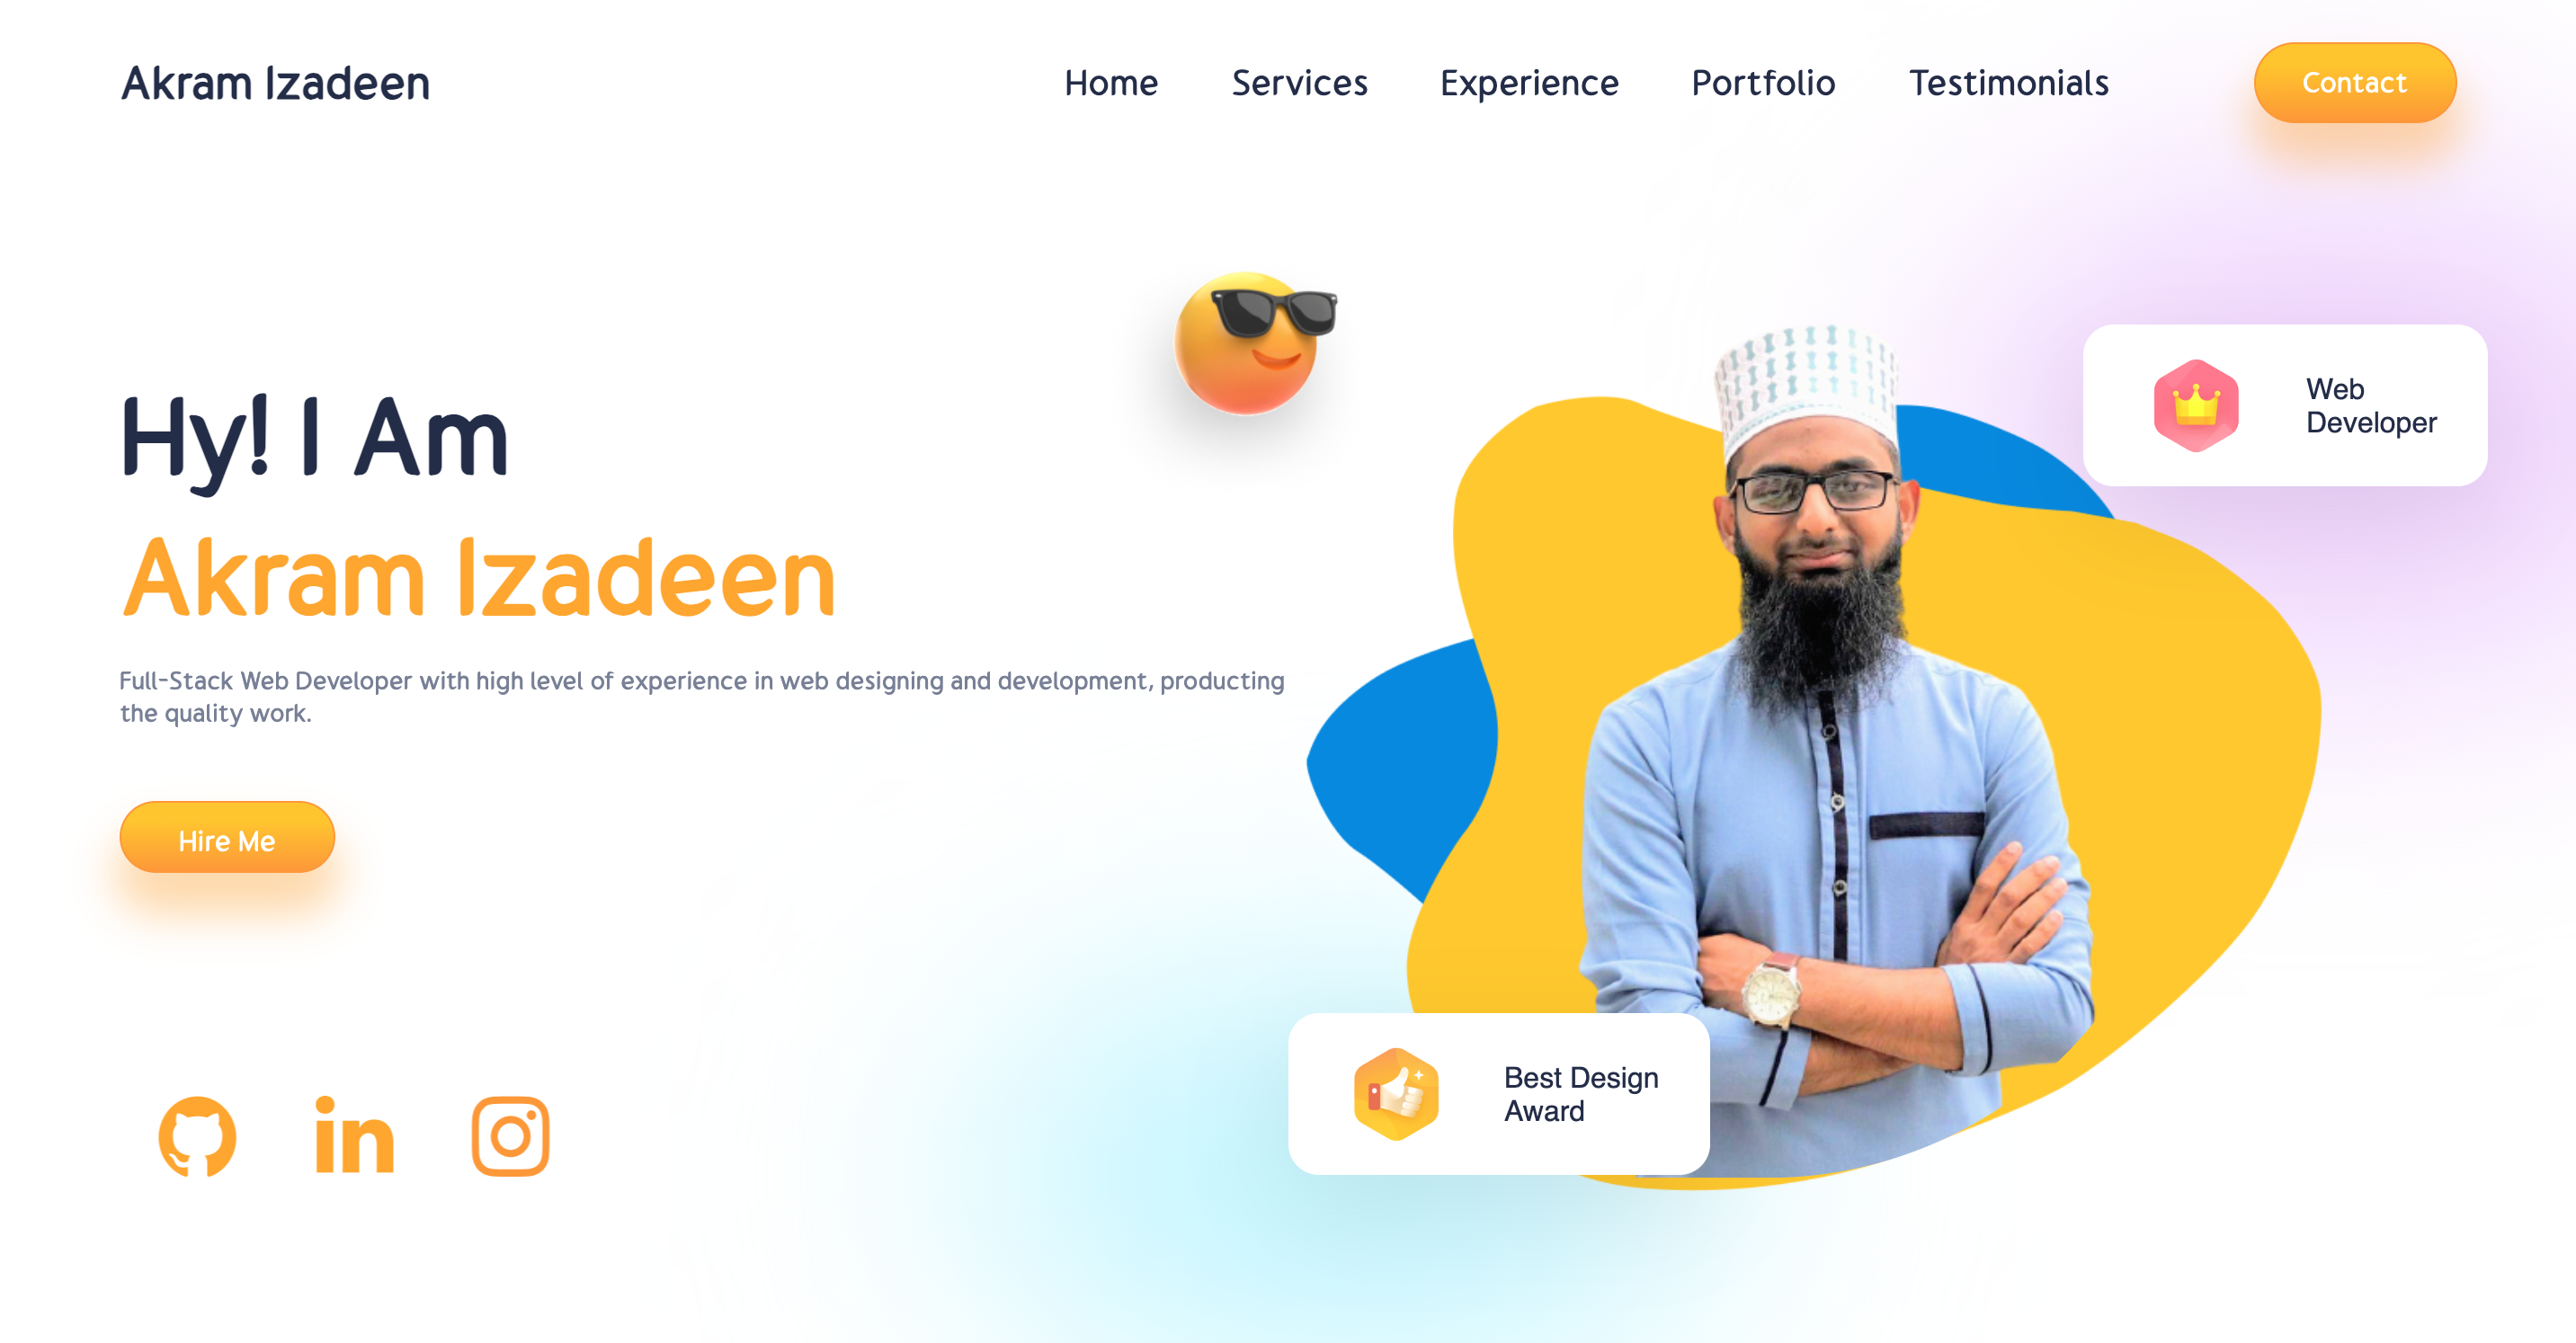 Akram Izadeen
Home Services Experience Portfolio Testimonials Contact
Hy! I Am
Akram Izadeen
Full-Stack Web Developer with high level of experience in web designing and development, producting
the quality work.
Hire Me
in
Web
Developer
Best Design
Award